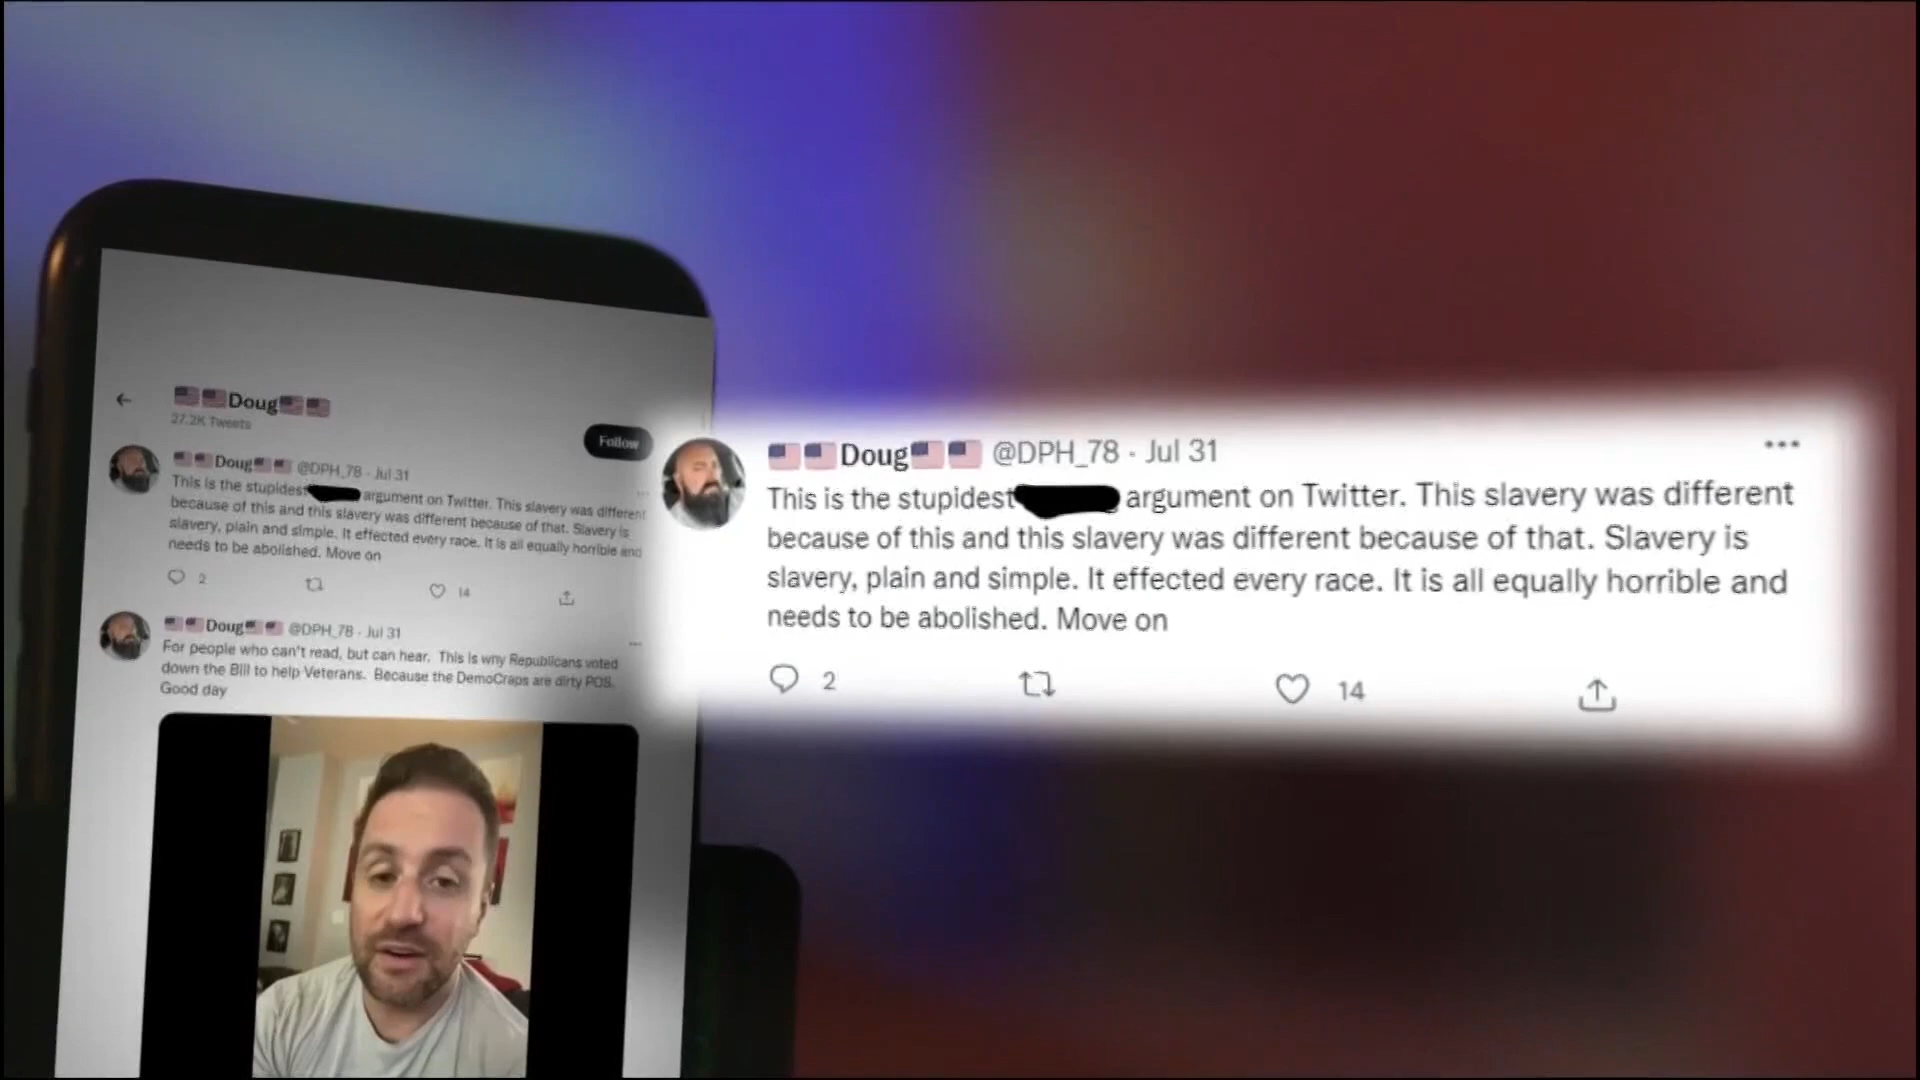 Doug
27.2K Tweets
Follow
Doug @DPH_78 · Jul 31
This is the stupidest argument on Twitter. This slavery was different
because of this and this slavery was different because of that. Slavery is
slavery, plain and simple. It effected every race. It is all equally horrible and
needs to be abolished. Move on
2 14
Doug @DPH_78 · Jul 31
For people who can't read, but can hear. This is why Republicans voted
down the Bill to help Veterans. Because the DemoCraps are dirty POS.
Good day
Doug @DPH_78 · Jul 31
This is the stupidest argument on Twitter. This slavery was different
because of this and this slavery was different because of that. Slavery is
slavery, plain and simple. It effected every race. It is all equally horrible and
needs to be abolished. Move on
2 14